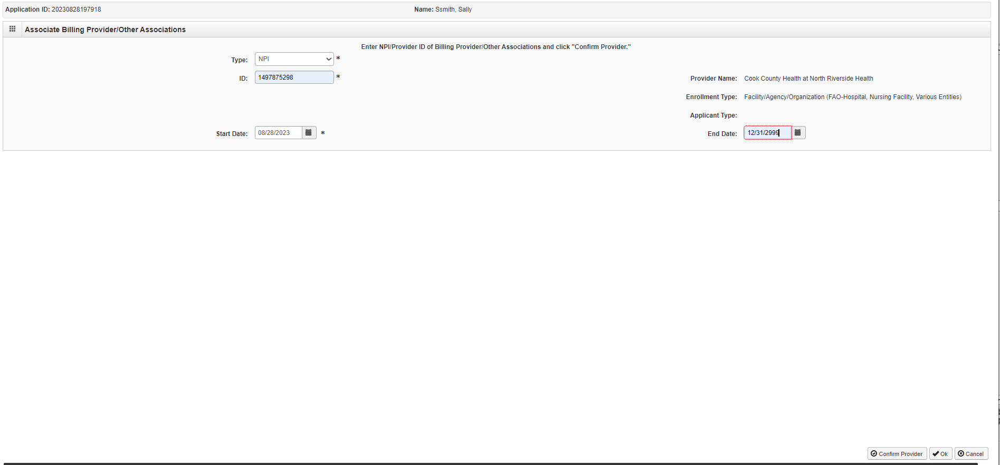 Application ID: 20230828197918 Name: Ssmith, Sally
Associate Billing Provider/Other Associations
Enter NPI/Provider ID of Billing Provider/Other Associations and click "Confirm Provider."
Type: NPI *
ID: 1497875298 * Provider Name: Cook County Health at North Riverside Health
Enrollment Type: Facility/Agency/Organization (FAO-Hospital, Nursing Facility, Various Entities)
Applicant Type:
Start Date: 08/28/2023 * End Date: 12/31/2999
Confirm Provider Ok Cancel